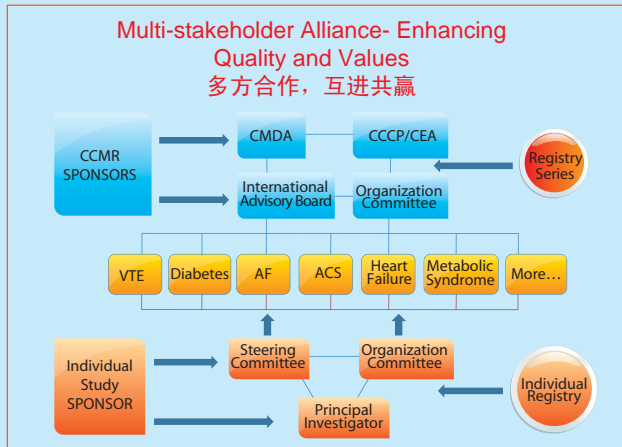 Multi-stakeholder Alliance- Enhancing
Quality and Values
多方合作，互进共赢
CCMR
SPONSORS
CMDA
CCCP/CEA
Registry
Series
International
Advisory Board
Organization
Committee
VTE
Diabetes
AF
ACS
Heart
Failure
Metabolic
Syndrome
More...
Individual
Study
SPONSOR
Steering
Committee
Organization
Committee
Principal
Investigator
Individual
Registry